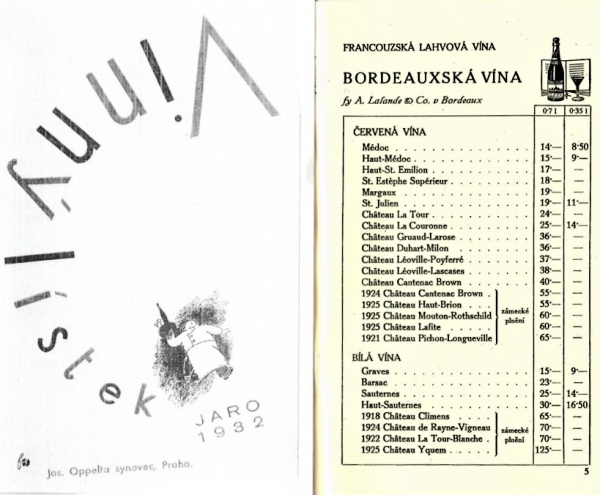 Vinný lístek
JARO
1932
Jos. Oppelta synovec, Praha.
FRANCOUZSKÁ LAHVOVÁ VÍNA
BORDEAUXSKÁ VÍNA
fy A. Lalande & Co. v Bordeaux
0·7 l 0·35 l
ČERVENÁ VÍNA
Médoc . . . . . . . . . . 14·— 8·50
Haut-Médoc . . . . . . . . . . 15·— 9·—
Haut-St. Emilion . . . . . . . . . . 17·— —
St. Estèphe Supérieur . . . . . . . . . . 18·— —
Margaux . . . . . . . . . . 19·— —
St. Julien . . . . . . . . . . 19·— 11·—
Château La Tour . . . . . . . . . . 24·— —
Château La Couronne . . . . . . . . . . 25·— 14·—
Château Gruaud-Larose . . . . . . . . . . 36·— —
Château Duhart-Milon . . . . . . . . . . 36·— —
Château Léoville-Poyferré . . . . . . . . . . 37·— —
Château Léoville-Lascases . . . . . . . . . . 38·— —
Château Cantenac Brown . . . . . . . . . . 40·— —
1924 Château Cantenac Brown . 55·— —
1925 Château Haut-Brion . . . 55·— —
1925 Château Mouton-Rothschild zámecké 60·— —
1925 Château Lafite . . . . . plnění 60·— —
1921 Château Pichon-Longueville 65·— —
BÍLÁ VÍNA
Graves . . . . . . . . . . 15·— 9·—
Barsac . . . . . . . . . . 23·— —
Sauternes . . . . . . . . . . 25·— 14·—
Haut-Sauternes . . . . . . . . . . 30·— 16·50
1918 Château Climens . . . . 65·— —
1924 Château de Rayne-Vigneau zámecké 70·— —
1922 Château La Tour-Blanche . plnění 70·— —
1925 Château Yquem . . . . . 125·— —
5